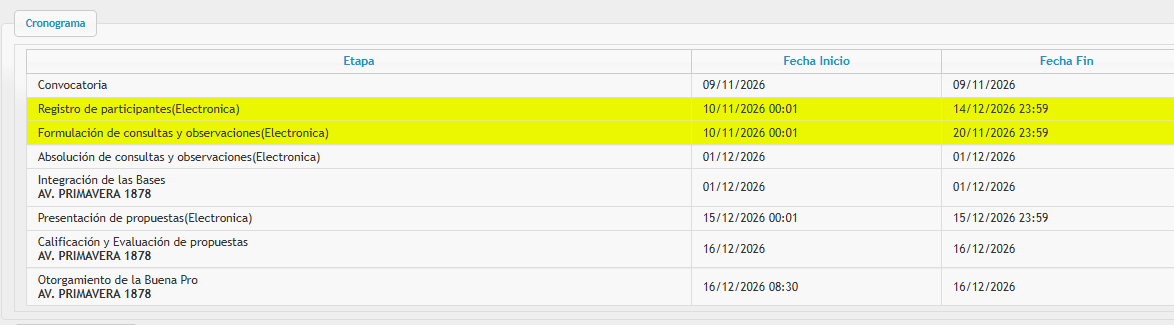 Cronograma
Etapa Fecha Inicio Fecha Fin
Convocatoria 09/11/2026 09/11/2026
Registro de participantes(Electronica) 10/11/2026 00:01 14/12/2026 23:59
Formulación de consultas y observaciones(Electronica) 10/11/2026 00:01 20/11/2026 23:59
Absolución de consultas y observaciones(Electronica) 01/12/2026 01/12/2026
Integración de las Bases
AV. PRIMAVERA 1878 01/12/2026 01/12/2026
Presentación de propuestas(Electronica) 15/12/2026 00:01 15/12/2026 23:59
Calificación y Evaluación de propuestas
AV. PRIMAVERA 1878 16/12/2026 16/12/2026
Otorgamiento de la Buena Pro
AV. PRIMAVERA 1878 16/12/2026 08:30 16/12/2026